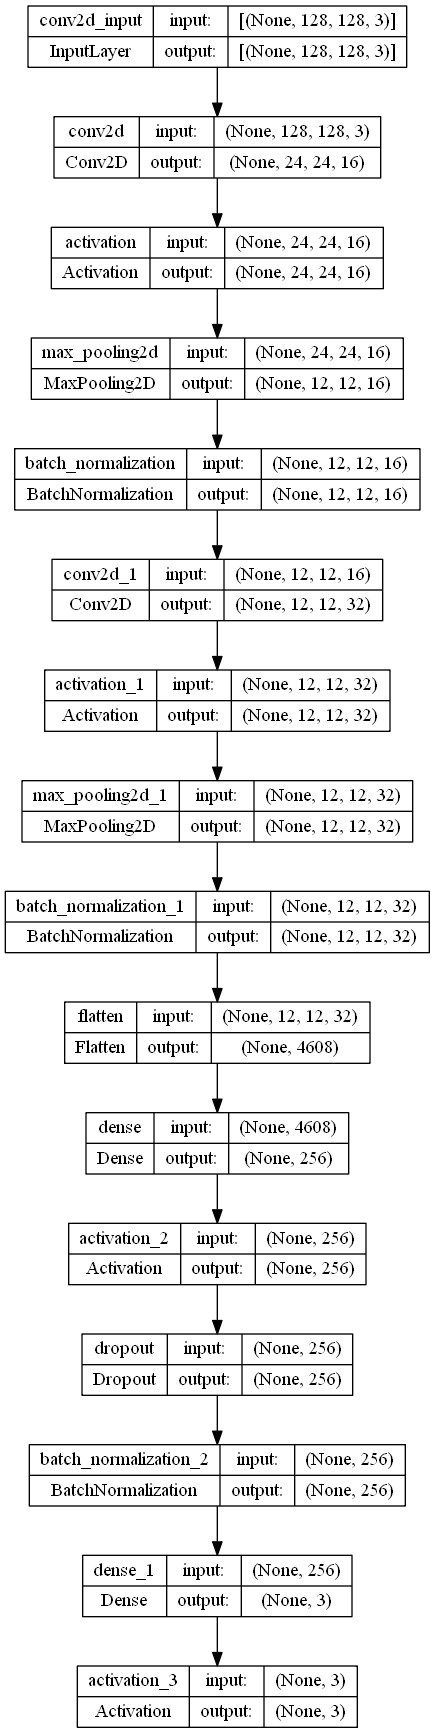 conv2d_input input: [(None, 128, 128, 3)]
InputLayer output: [(None, 128, 128, 3)]
conv2d input: (None, 128, 128, 3)
Conv2D output: (None, 24, 24, 16)
activation input: (None, 24, 24, 16)
Activation output: (None, 24, 24, 16)
max_pooling2d input: (None, 24, 24, 16)
MaxPooling2D output: (None, 12, 12, 16)
batch_normalization input: (None, 12, 12, 16)
BatchNormalization output: (None, 12, 12, 16)
conv2d_1 input: (None, 12, 12, 16)
Conv2D output: (None, 12, 12, 32)
activation_1 input: (None, 12, 12, 32)
Activation output: (None, 12, 12, 32)
max_pooling2d_1 input: (None, 12, 12, 32)
MaxPooling2D output: (None, 12, 12, 32)
batch_normalization_1 input: (None, 12, 12, 32)
BatchNormalization output: (None, 12, 12, 32)
flatten input: (None, 12, 12, 32)
Flatten output: (None, 4608)
dense input: (None, 4608)
Dense output: (None, 256)
activation_2 input: (None, 256)
Activation output: (None, 256)
dropout input: (None, 256)
Dropout output: (None, 256)
batch_normalization_2 input: (None, 256)
BatchNormalization output: (None, 256)
dense_1 input: (None, 256)
Dense output: (None, 3)
activation_3 input: (None, 3)
Activation output: (None, 3)